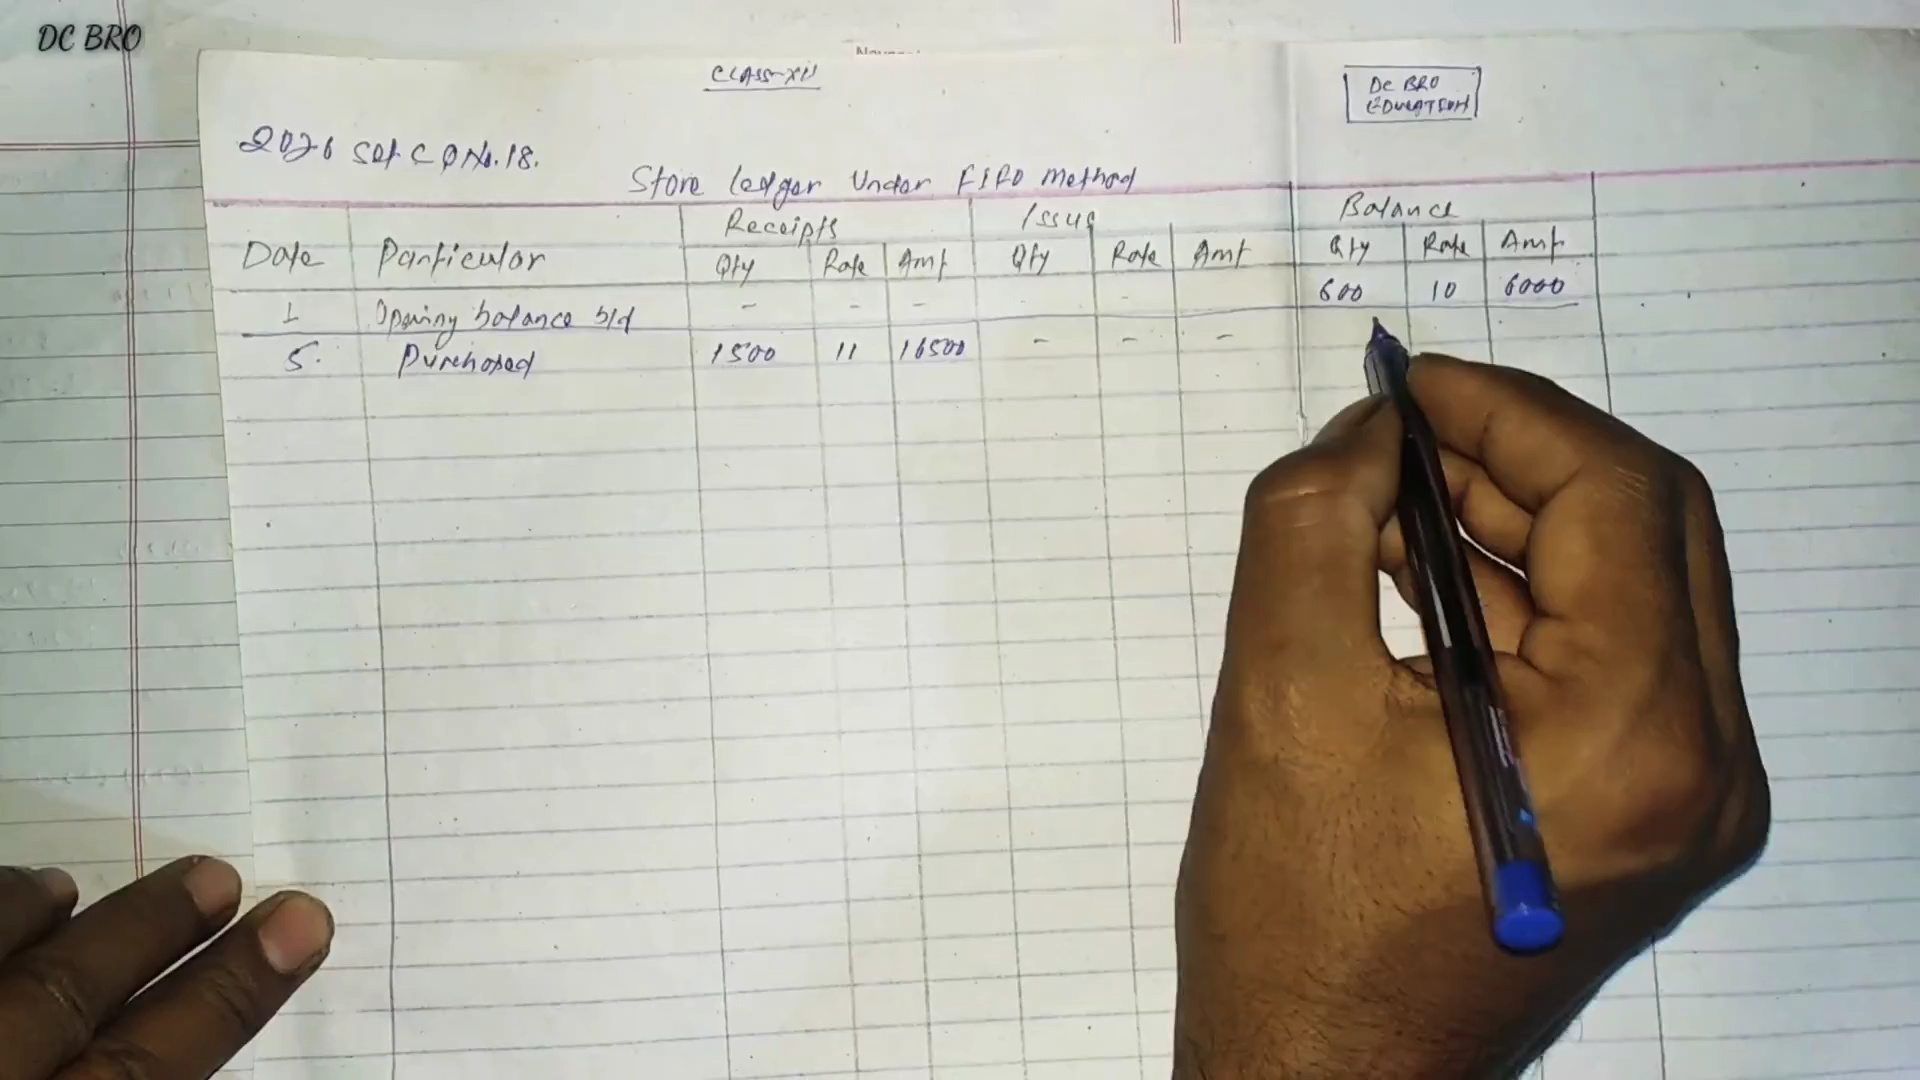 DC BRO
CLASS-XII
DC BRO
EDUCATION
2076 Set C Q No. 18.
Store ledger Under FIFO Method
Date Particular Receipts Issue Balance
Qty Rate Amt Qty Rate Amt Qty Rate Amt
1 Opening balance b/d - - - - 600 10 6000
5. Purchased 1500 11 16500 - - -